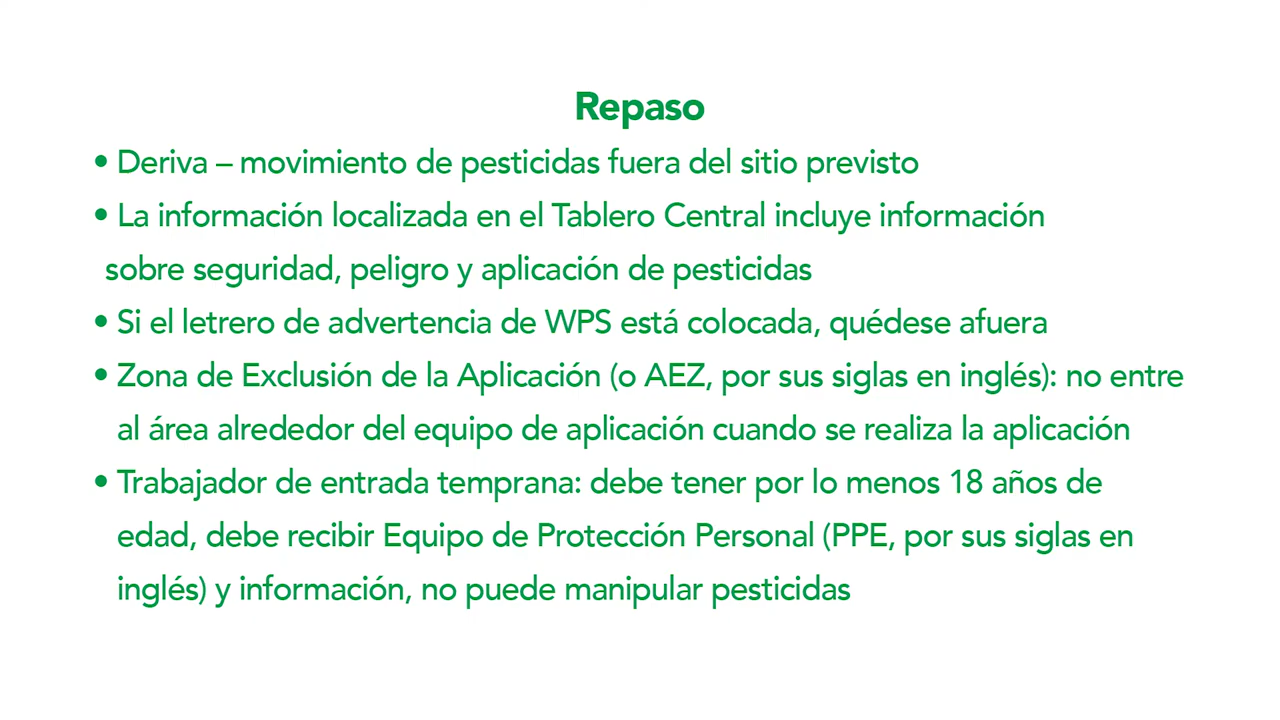 Repaso
• Deriva – movimiento de pesticidas fuera del sitio previsto
• La información localizada en el Tablero Central incluye información
sobre seguridad, peligro y aplicación de pesticidas
• Si el letrero de advertencia de WPS está colocada, quédese afuera
• Zona de Exclusión de la Aplicación (o AEZ, por sus siglas en inglés): no entre
al área alrededor del equipo de aplicación cuando se realiza la aplicación
• Trabajador de entrada temprana: debe tener por lo menos 18 años de
edad, debe recibir Equipo de Protección Personal (PPE, por sus siglas en
inglés) y información, no puede manipular pesticidas